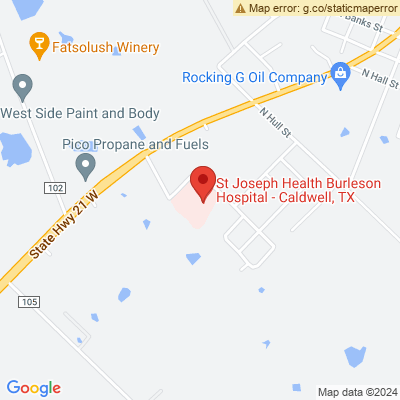 Map error: g.co/staticmaperror
Banks St
Fatsolush Winery
Rocking G Oil Company
N Hall St
West Side Paint and Body
N Hull St
Pico Propane and Fuels
102
St Joseph Health Burleson
Hospital - Caldwell, TX
State Hwy 21 W
105
Google
Map data ©2024